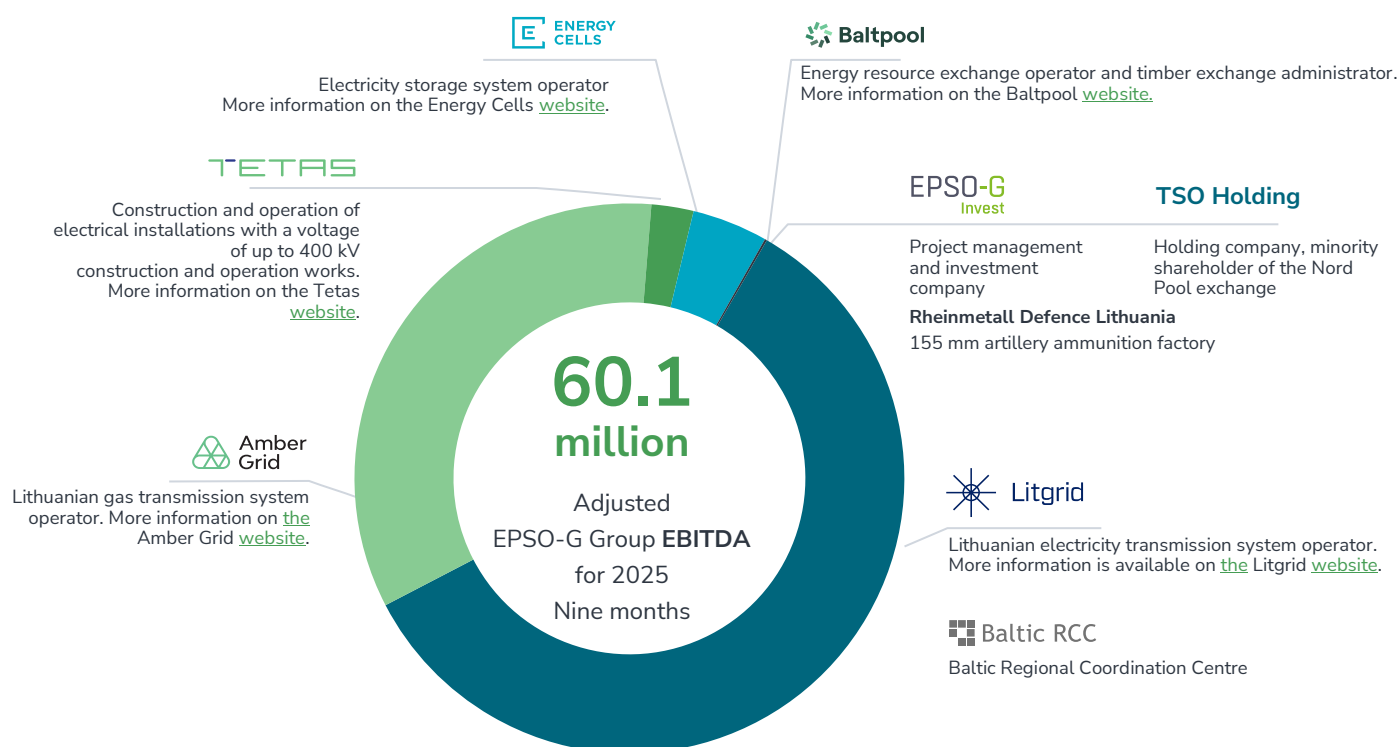 ENERGY
CELLS
Electricity storage system operator
More information on the Energy Cells website.
Baltpool
Energy resource exchange operator and timber exchange administrator.
More information on the Baltpool website.
TETAS
Construction and operation of
electrical installations with a voltage
of up to 400 kV
construction and operation works.
More information on the Tetas
website.
EPSO-G
Invest
Project management
and investment
company
TSO Holding
Holding company, minority
shareholder of the Nord
Pool exchange
Rheinmetall Defence Lithuania
155 mm artillery ammunition factory
60.1
million
Adjusted
EPSO-G Group EBITDA
for 2025
Nine months
Amber
Grid
Lithuanian gas transmission system
operator. More information on the
Amber Grid website.
Litgrid
Lithuanian electricity transmission system operator.
More information is available on the Litgrid website.
Baltic RCC
Baltic Regional Coordination Centre